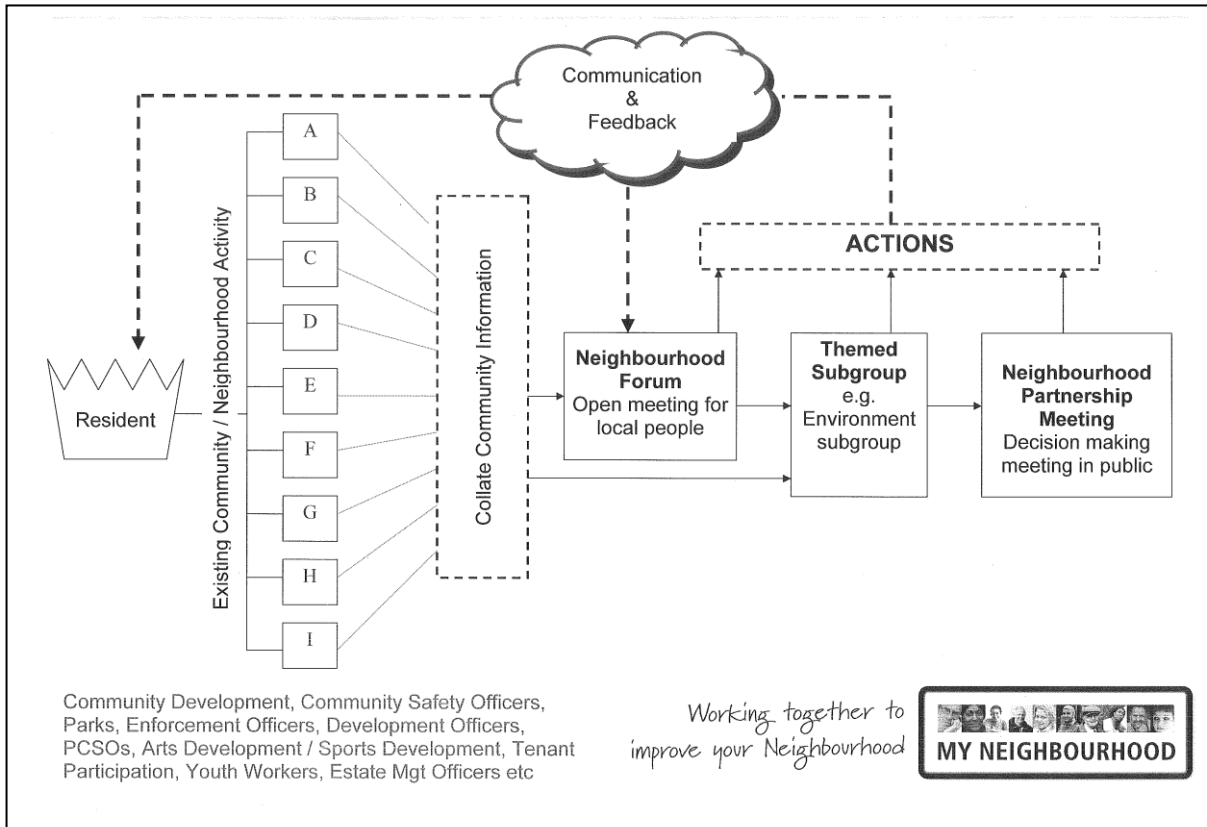 Communication
&
Feedback
A
B
C
D
E
F
G
H
I
Resident
Existing Community / Neighbourhood Activity
Collate Community Information
ACTIONS
Neighbourhood
Forum
Open meeting for
local people
Themed
Subgroup
e.g.
Environment
subgroup
Neighbourhood
Partnership
Meeting
Decision making
meeting in public
Community Development, Community Safety Officers,
Parks, Enforcement Officers, Development Officers,
PCSOs, Arts Development / Sports Development, Tenant
Participation, Youth Workers, Estate Mgt Officers etc
Working together to
improve your Neighbourhood
MY NEIGHBOURHOOD